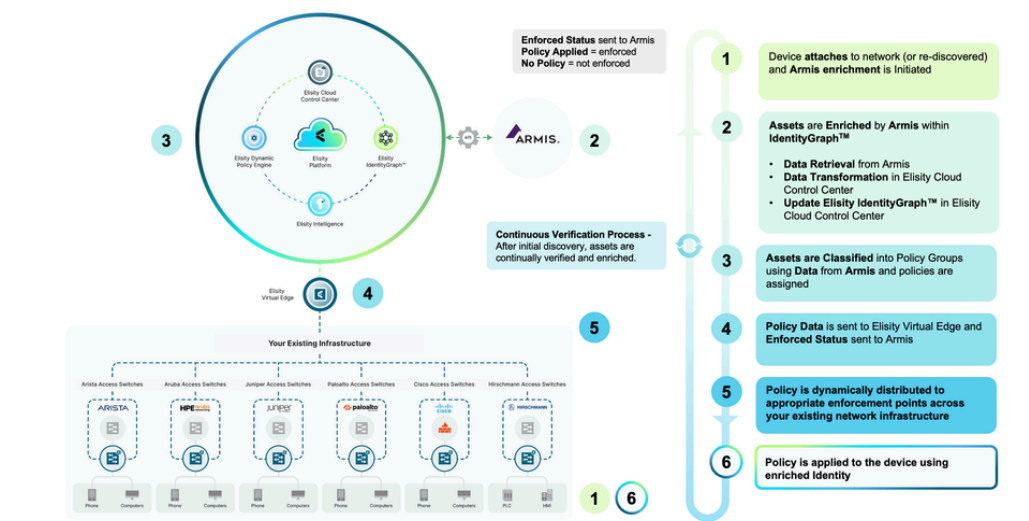 Elisity Cloud
Control Center
Elisity Dynamic
Policy Engine
Elisity
Platform
Elisity
IdentityGraph™
Elisity Intelligence
3
API
ARMIS.
2
Enforced Status sent to Armis
Policy Applied = enforced
No Policy = not enforced
Continuous Verification Process -
After initial discovery, assets are
continually verified and enriched.
Elisity
Virtual Edge
4
5
Your Existing Infrastructure
Arista Access Switches
Aruba Access Switches
Juniper Access Switches
Paloalto Access Switches
Cisco Access Switches
Hirschmann Access Switches
ARISTA
HPE aruba
networking
JUNIPER
paloalto
CISCO
HIRSCHMANN
Phone
Computers
Phone
Computers
Phone
Computers
Phone
Computers
Phone
Computers
PLC
HMI
1
6
1
Device attaches to network (or re-discovered)
and Armis enrichment is Initiated
2
Assets are Enriched by Armis within
IdentityGraph™
• Data Retrieval from Armis
• Data Transformation in Elisity Cloud
Control Center
• Update Elisity IdentityGraph™ in Elisity
Cloud Control Center
3
Assets are Classified into Policy Groups
using Data from Armis and policies are
assigned
4
Policy Data is sent to Elisity Virtual Edge and
Enforced Status sent to Armis
5
Policy is dynamically distributed to
appropriate enforcement points across
your existing network infrastructure
6
Policy is applied to the device using
enriched Identity